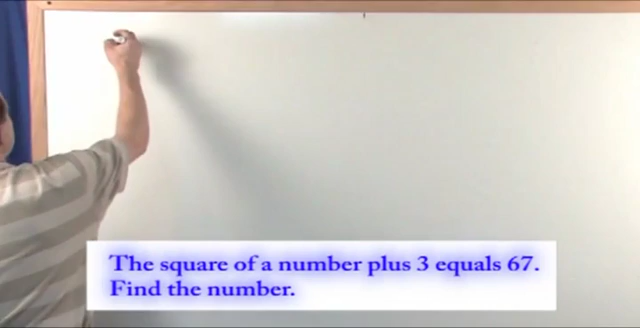 The square of a number plus 3 equals 67.
Find the number.